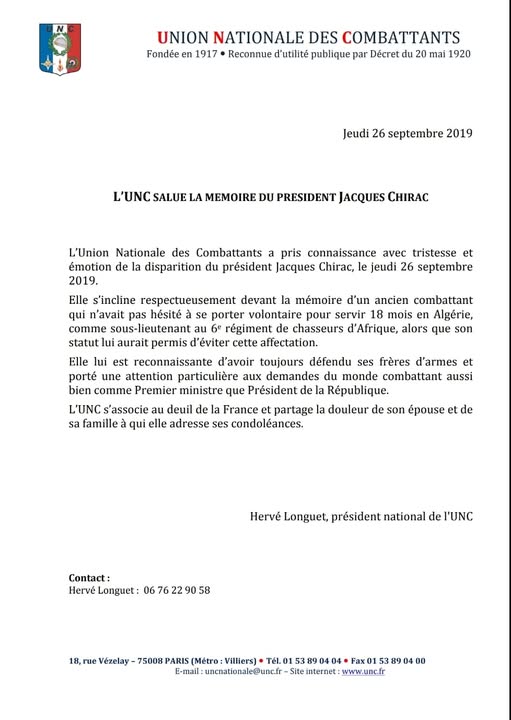 UNC
UNION NATIONALE DES COMBATTANTS
Fondée en 1917 • Reconnue d'utilité publique par Décret du 20 mai 1920
Jeudi 26 septembre 2019
L'UNC SALUE LA MEMOIRE DU PRESIDENT JACQUES CHIRAC
L'Union Nationale des Combattants a pris connaissance avec tristesse et
émotion de la disparition du président Jacques Chirac, le jeudi 26 septembre
2019.
Elle s'incline respectueusement devant la mémoire d'un ancien combattant
qui n'avait pas hésité à se porter volontaire pour servir 18 mois en Algérie,
comme sous-lieutenant au 6e régiment de chasseurs d'Afrique, alors que son
statut lui aurait permis d'éviter cette affectation.
Elle lui est reconnaissante d'avoir toujours défendu ses frères d'armes et
porté une attention particulière aux demandes du monde combattant aussi
bien comme Premier ministre que Président de la République.
L'UNC s'associe au deuil de la France et partage la douleur de son épouse et de
sa famille à qui elle adresse ses condoléances.
Hervé Longuet, président national de l'UNC
Contact :
Hervé Longuet : 06 76 22 90 58
18, rue Vézelay – 75008 PARIS (Métro : Villiers) • Tél. 01 53 89 04 04 • Fax 01 53 89 04 00
E-mail : uncnationale@unc.fr – Site internet : www.unc.fr